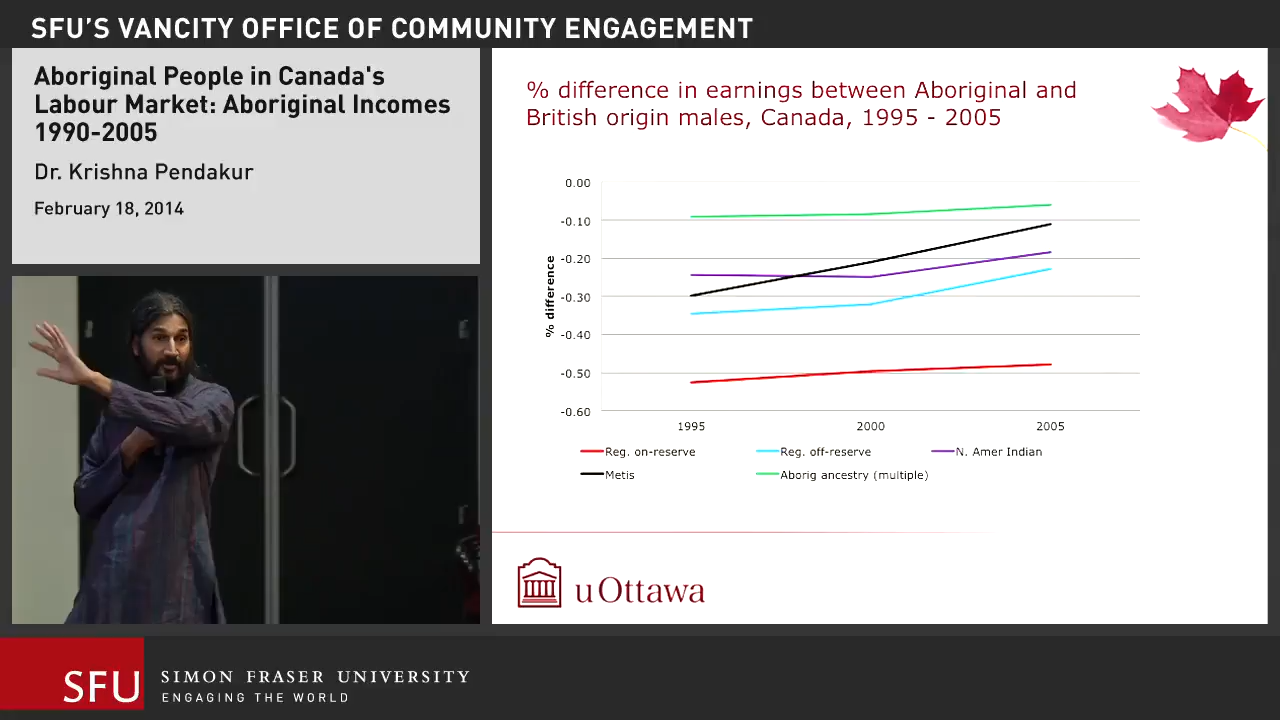 SFU'S VANCITY OFFICE OF COMMUNITY ENGAGEMENT
Aboriginal People in Canada's
Labour Market: Aboriginal Incomes
1990-2005
Dr. Krishna Pendakur
February 18, 2014
% difference in earnings between Aboriginal and
British origin males, Canada, 1995 - 2005
% difference
0.00
-0.10
-0.20
-0.30
-0.40
-0.50
-0.60
1995 2000 2005
Reg. on-reserve Reg. off-reserve N. Amer Indian
Metis Aborig ancestry (multiple)
uOttawa
SFU
SIMON FRASER UNIVERSITY
ENGAGING THE WORLD